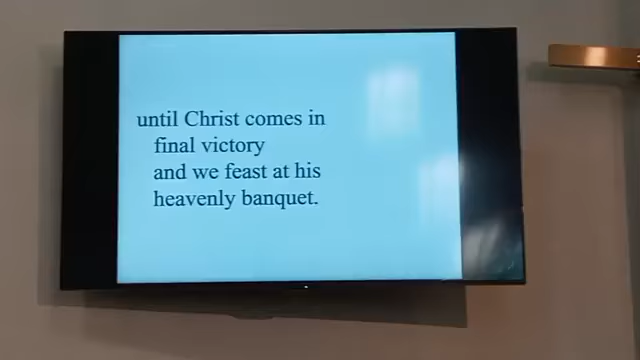 until Christ comes in
final victory
and we feast at his
heavenly banquet.